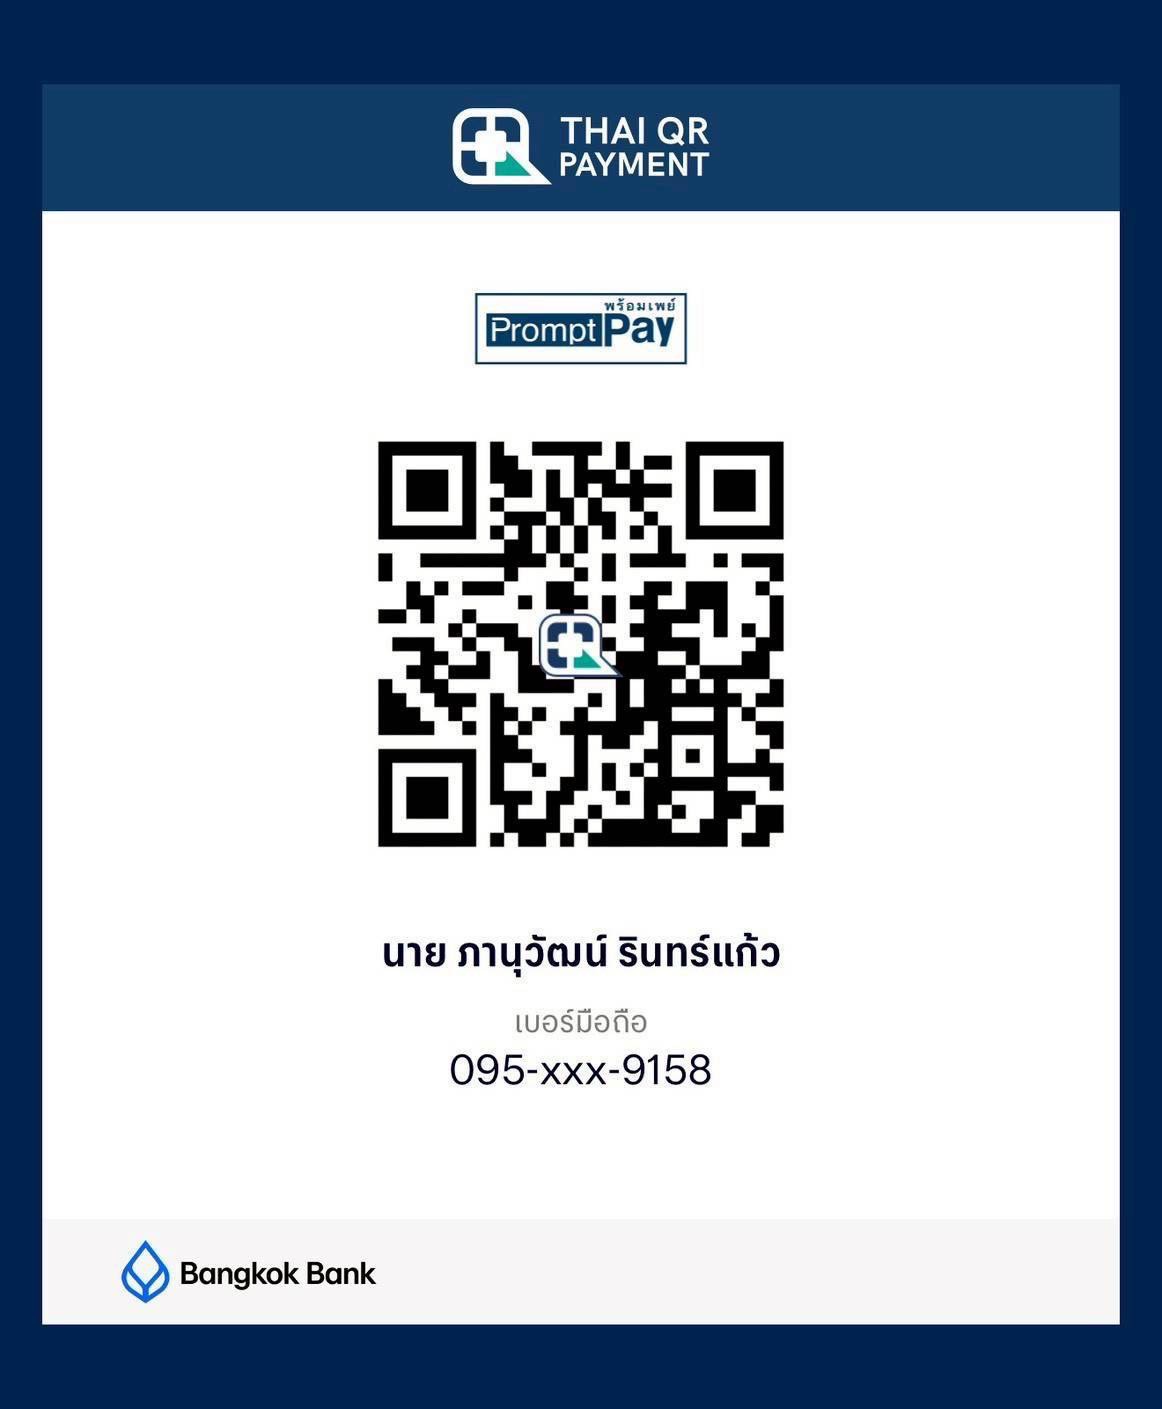 THAI QR
PAYMENT
พร้อมเพย์
PromptPay
นาย ภานุวัฒน์ รินทร์แก้ว
เบอร์มือถือ
095-xxx-9158
Bangkok Bank